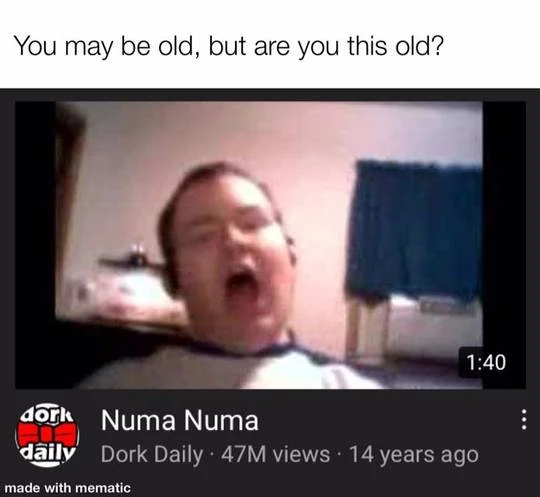 You may be old, but are you this old?
1:40
dork
daily
Numa Numa
Dork Daily · 47M views · 14 years ago
made with mematic